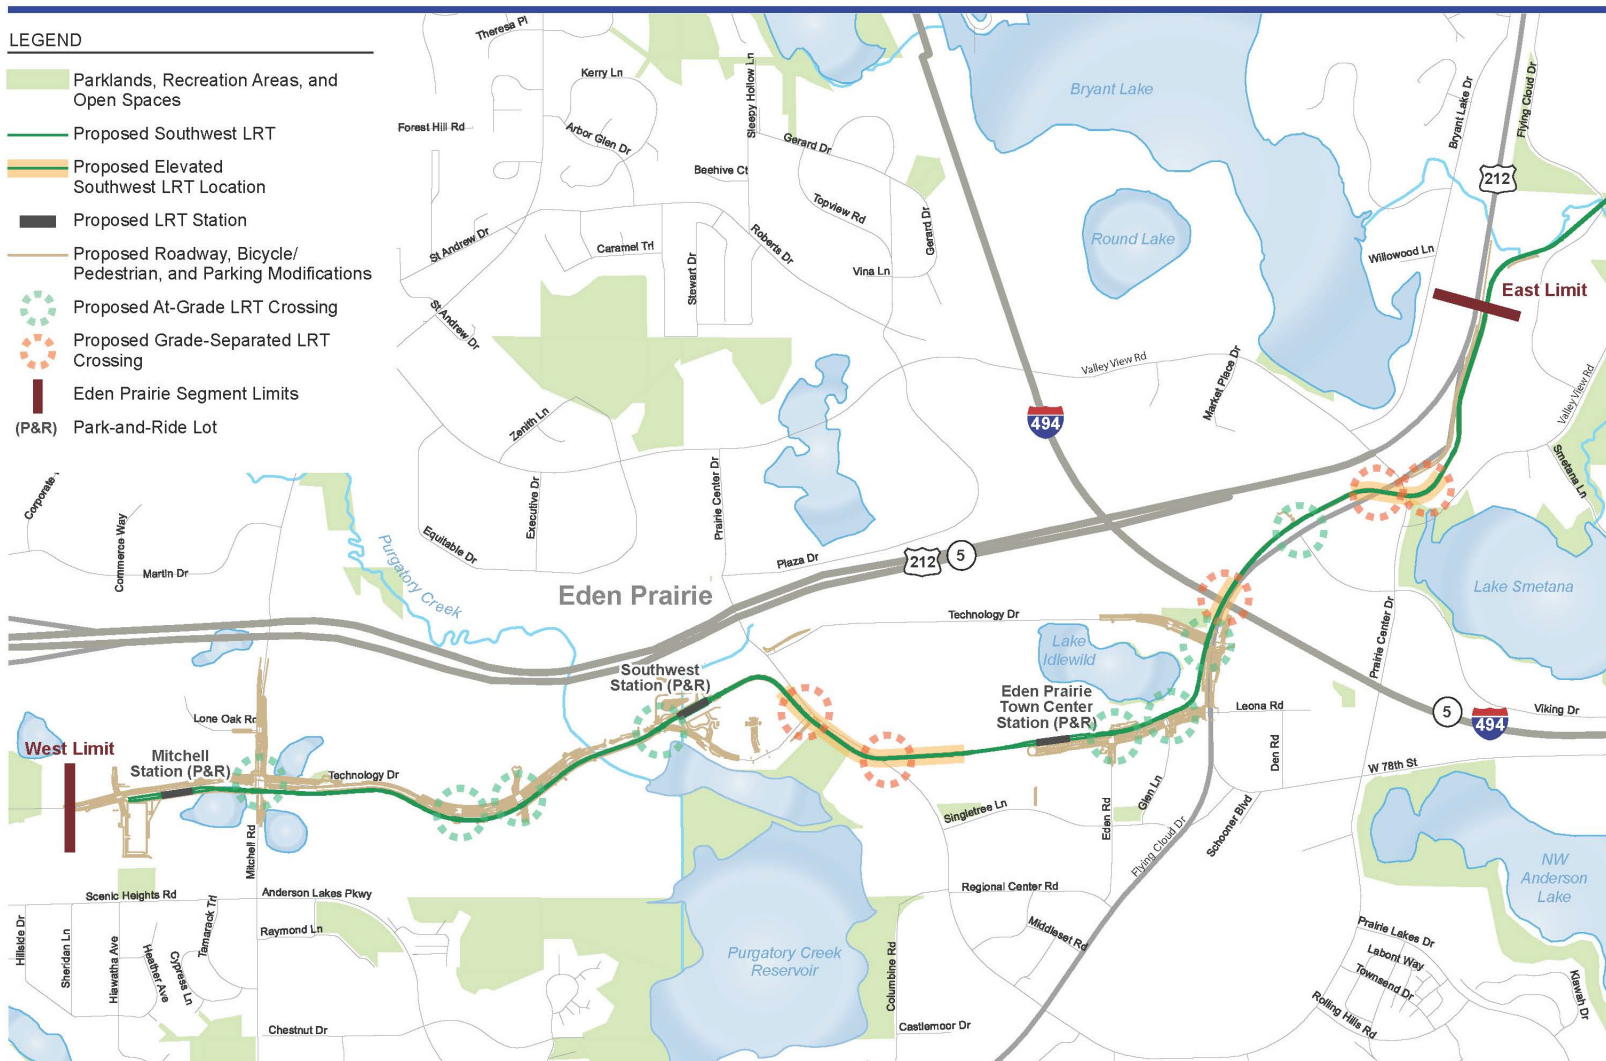 LEGEND
Parklands, Recreation Areas, and
Open Spaces
Proposed Southwest LRT
Proposed Elevated
Southwest LRT Location
Proposed LRT Station
Proposed Roadway, Bicycle/
Pedestrian, and Parking Modifications
Proposed At-Grade LRT Crossing
Proposed Grade-Separated LRT
Crossing
Eden Prairie Segment Limits
(P&R) Park-and-Ride Lot
Theresa Pl
Kerry Ln
Forest Hill Rd
Arbor Glen Dr
Sleepy Hollow Ln
Gerard Dr
Beehive Ct
Topview Rd
Gerard Dr
St Andrew Dr
Caramel Trl
Stewart Dr
Roberts Dr
Vina Ln
St Andrew Dr
Bryant Lake
Round Lake
Bryant Lake Dr
Flying Cloud Dr
212
Willowood Ln
East Limit
Valley View Rd
Market Place Dr
Valley View Rd
494
Zenith Ln
Smetana Ln
Corporate
Commerce Way
Martin Dr
Executive Dr
Equitable Dr
Prairie Center Dr
Plaza Dr
212
5
Purgatory Creek
Eden Prairie
Technology Dr
Lake
Idlewild
Lake Smetana
Prairie Center Dr
Southwest
Station (P&R)
Eden Prairie
Town Center
Station (P&R)
Leona Rd
5
494
Viking Dr
Lone Oak Rd
West Limit
Mitchell
Station (P&R)
Technology Dr
Den Rd
W 78th St
Singletree Ln
Eden Rd
Glen Ln
Flying Cloud Dr
Schooner Blvd
Mitchell Rd
NW
Anderson
Lake
Scenic Heights Rd
Anderson Lakes Pkwy
Regional Center Rd
Hillside Dr
Sheridan Ln
Hiawatha Ave
Heather Ave
Cypress Ln
Tamarack Trl
Raymond Ln
Middleset Rd
Purgatory Creek
Reservoir
Columbine Rd
Prairie Lakes Dr
Labont Way
Townsend Dr
Rolling Hills Rd
Kiawah Dr
Chestnut Dr
Castlemoor Dr